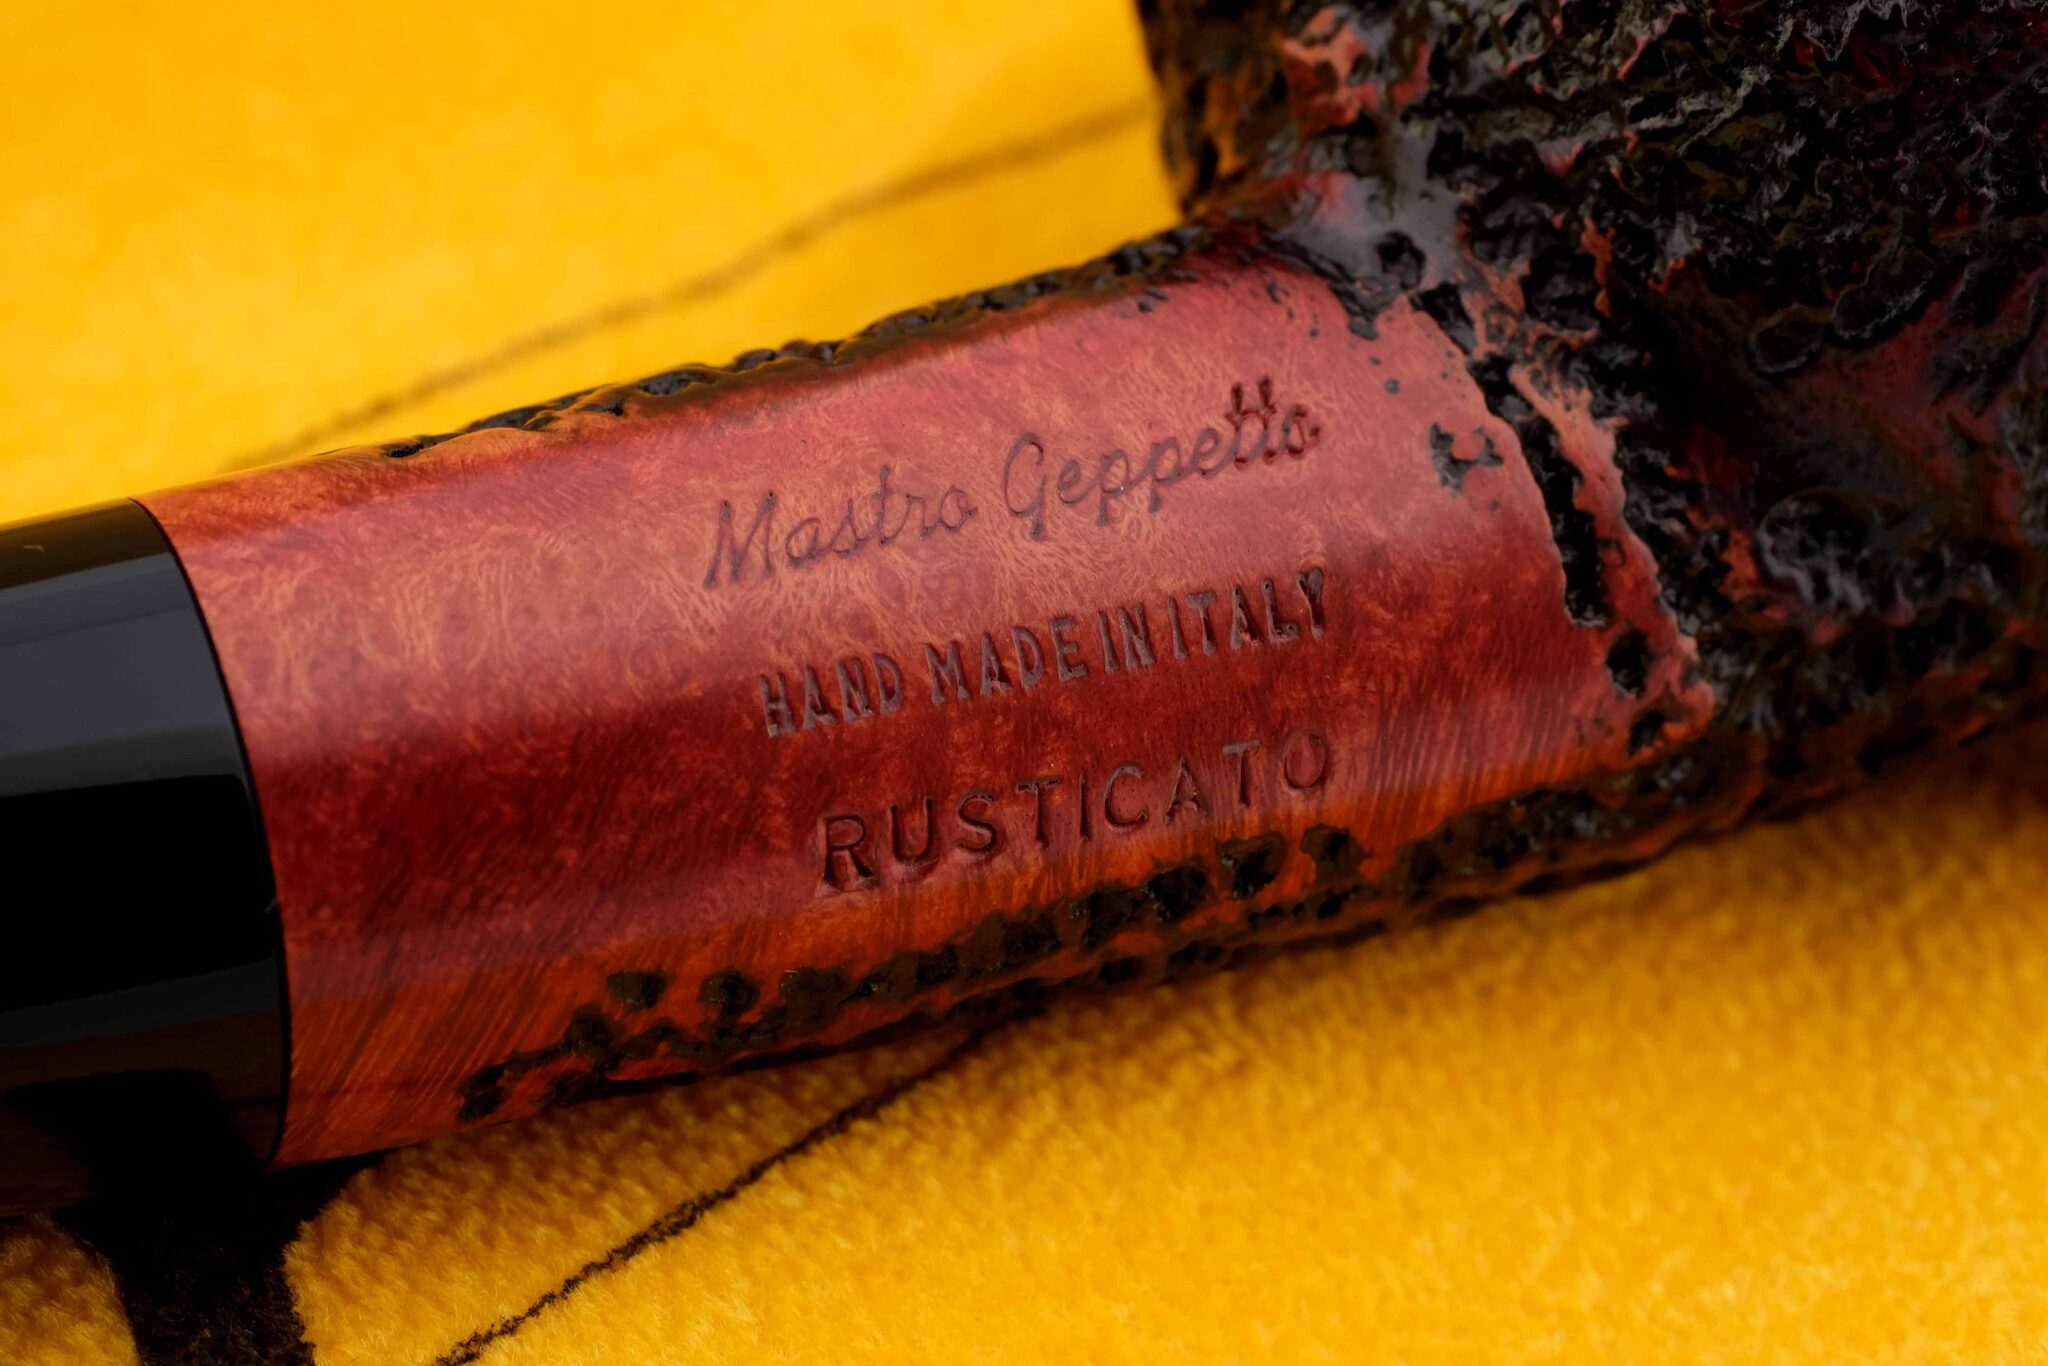 Mastro Geppetto
HAND MADE IN ITALY
RUSTICATO